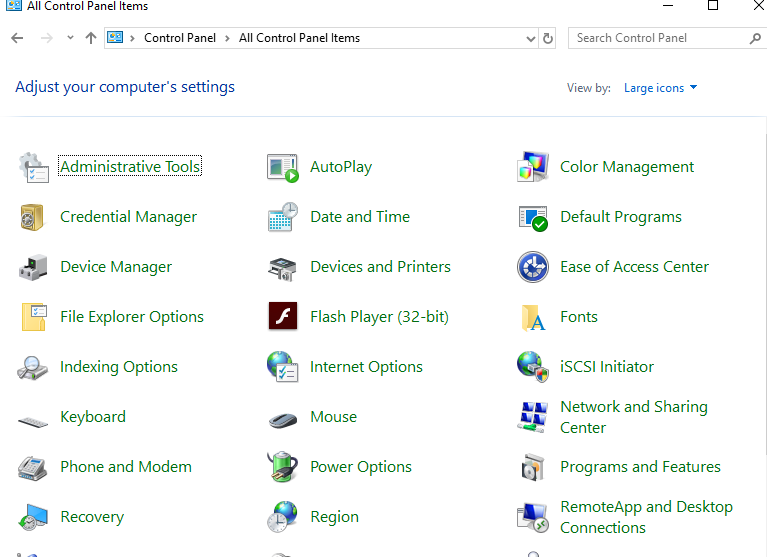 All Control Panel Items
Control Panel > All Control Panel Items
Search Control Panel
Adjust your computer's settings
View by: Large icons
Administrative Tools
AutoPlay
Color Management
Credential Manager
Date and Time
Default Programs
Device Manager
Devices and Printers
Ease of Access Center
File Explorer Options
Flash Player (32-bit)
Fonts
Indexing Options
Internet Options
iSCSI Initiator
Keyboard
Mouse
Network and Sharing
Center
Phone and Modem
Power Options
Programs and Features
Recovery
Region
RemoteApp and Desktop
Connections